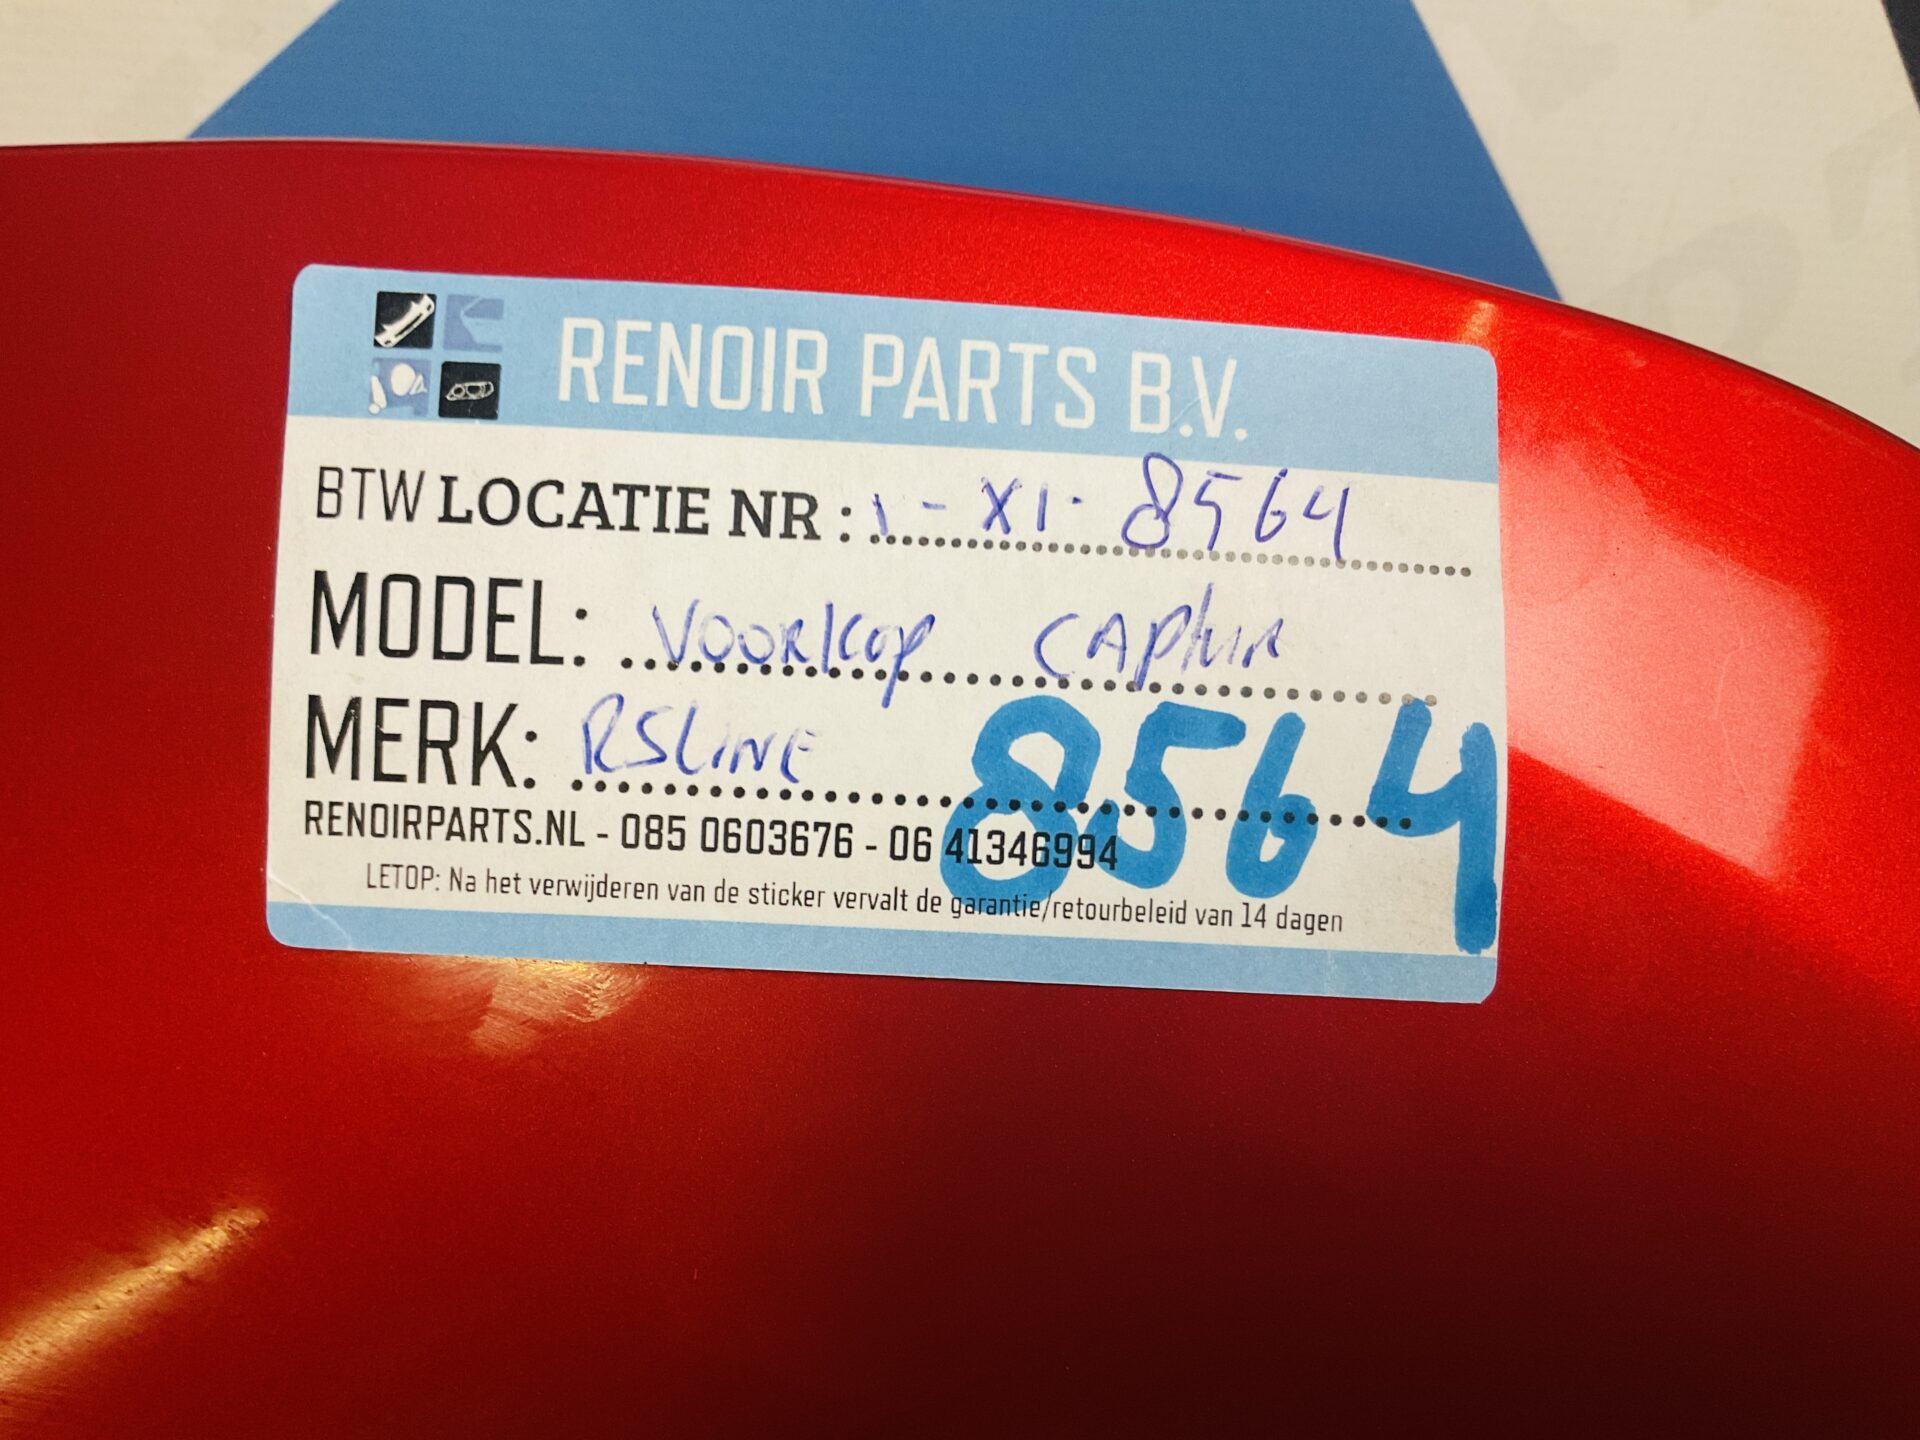 RENOIR PARTS B.V.
BTW LOCATIE NR : 1 - XI - 8564
MODEL: VOORKOP CAPtUR
MERK: RSLINE
8564
RENOIRPARTS.NL - 085 0603676 - 06 41346994
LETOP: Na het verwijderen van de sticker vervalt de garantie/retourbeleid van 14 dagen